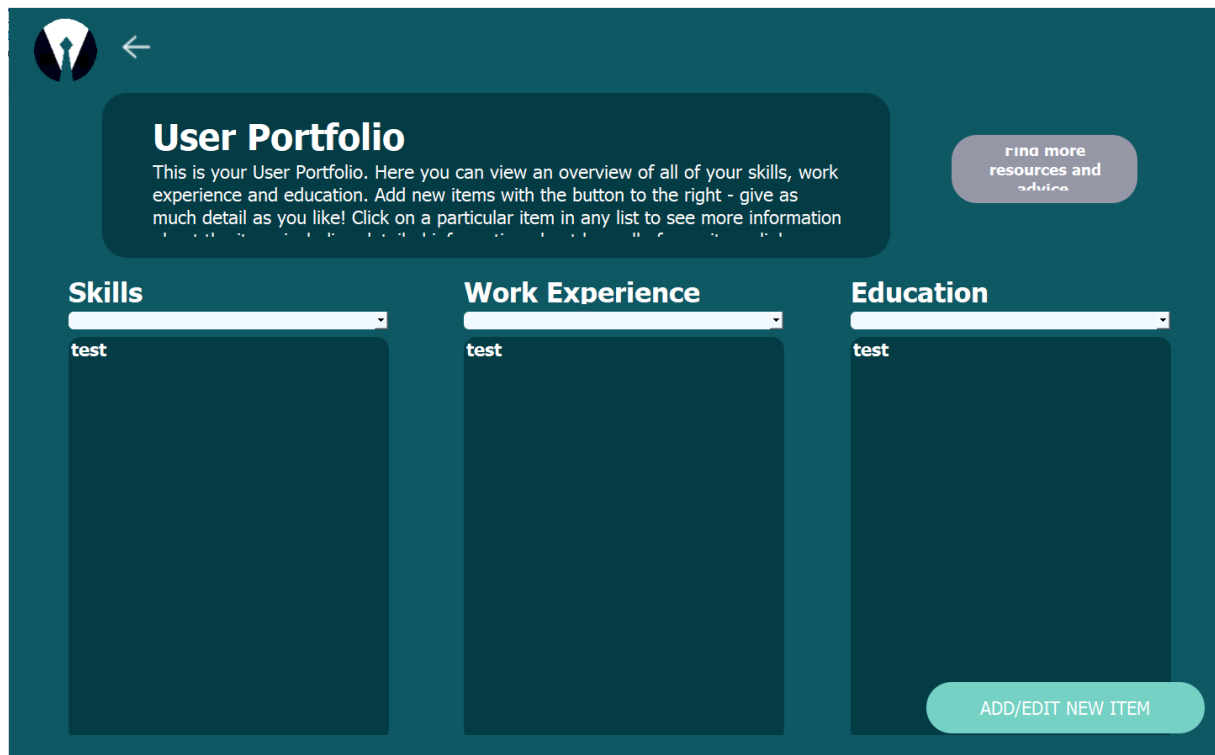 User Portfolio
This is your User Portfolio. Here you can view an overview of all of your skills, work
experience and education. Add new items with the button to the right - give as
much detail as you like! Click on a particular item in any list to see more information
Find more
resources and
advice
Skills
Work Experience
Education
test
test
test
ADD/EDIT NEW ITEM